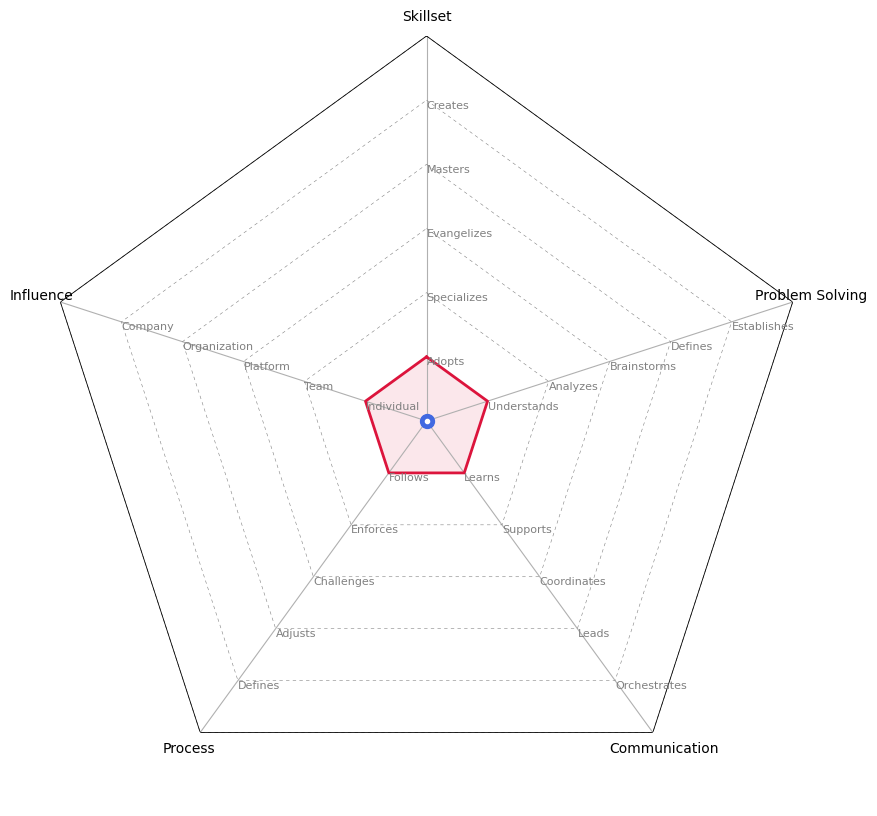 Skillset
Creates
Masters
Evangelizes
Specializes
Adopts
Influence
Company
Organization
Platform
Team
Individual
Problem Solving
Establishes
Defines
Brainstorms
Analyzes
Understands
Follows
Enforces
Challenges
Adjusts
Defines
Process
Learns
Supports
Coordinates
Leads
Orchestrates
Communication